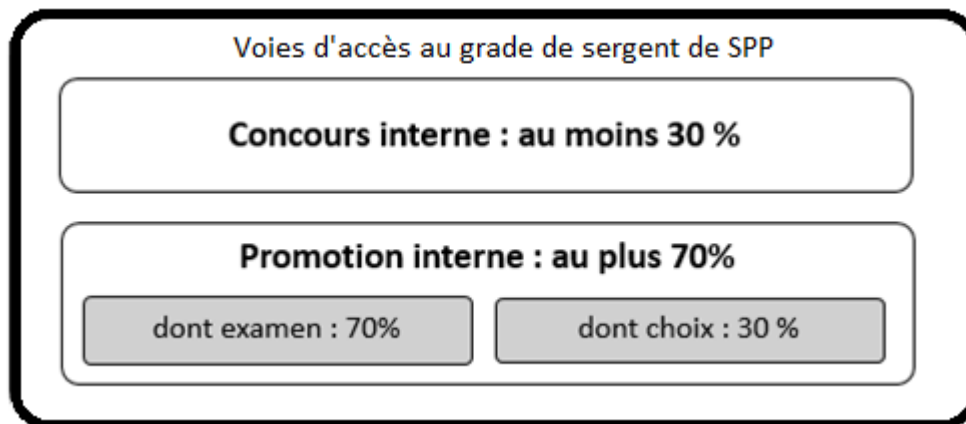 Voies d'accès au grade de sergent de SPP
Concours interne : au moins 30 %
Promotion interne : au plus 70%
dont examen : 70%
dont choix : 30 %